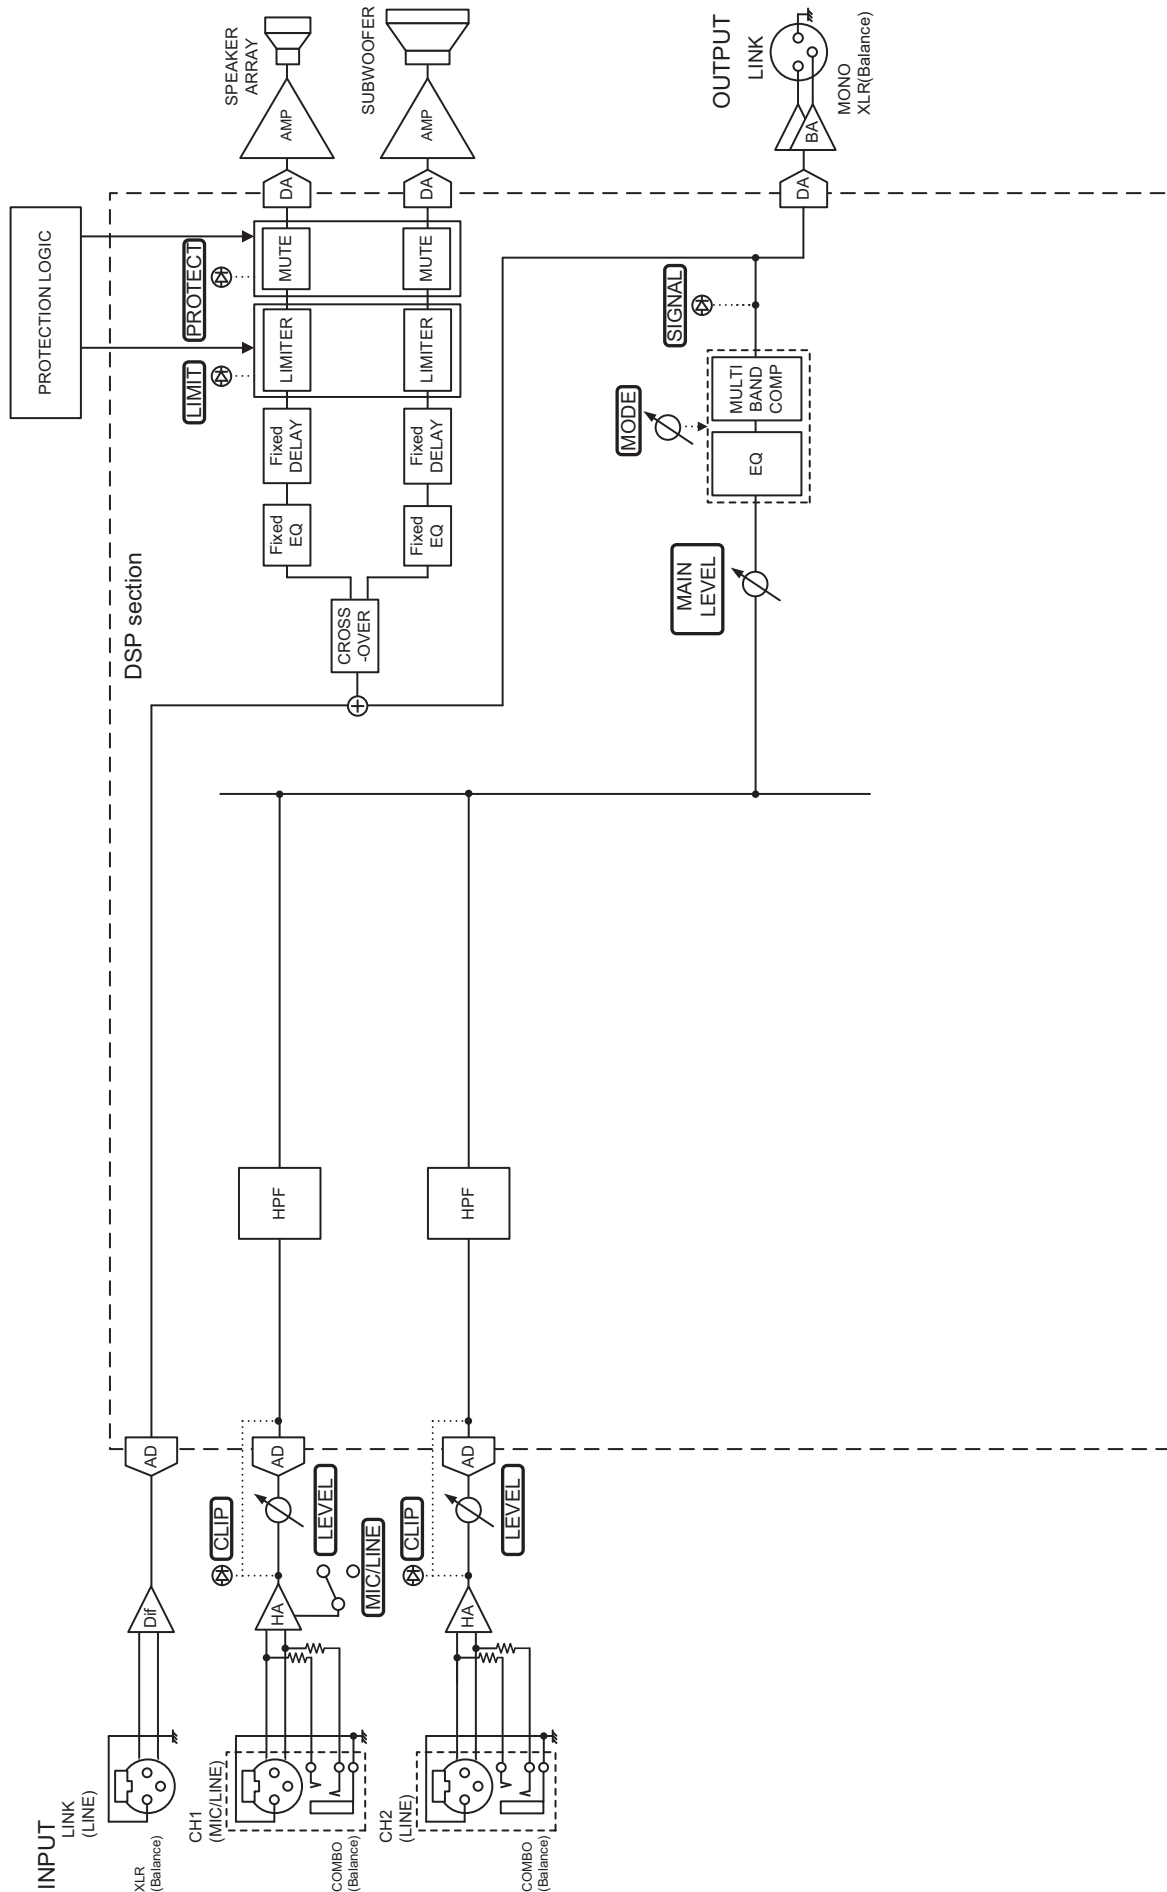 INPUT
LINK
(LINE)
XLR
(Balance)
Dif
AD
CH1
(MIC/LINE)
COMBO
(Balance)
HA
CLIP
LEVEL
MIC/LINE
AD
HPF
CH2
(LINE)
COMBO
(Balance)
HA
CLIP
LEVEL
AD
HPF
DSP section
PROTECTION LOGIC
CROSS
-OVER
Fixed
EQ
Fixed
DELAY
LIMIT
LIMITER
PROTECT
MUTE
DA
AMP
SPEAKER
ARRAY
Fixed
EQ
Fixed
DELAY
LIMITER
MUTE
DA
AMP
SUBWOOFER
MAIN
LEVEL
MODE
EQ
MULTI
BAND
COMP
SIGNAL
DA
BA
OUTPUT
LINK
MONO
XLR(Balance)